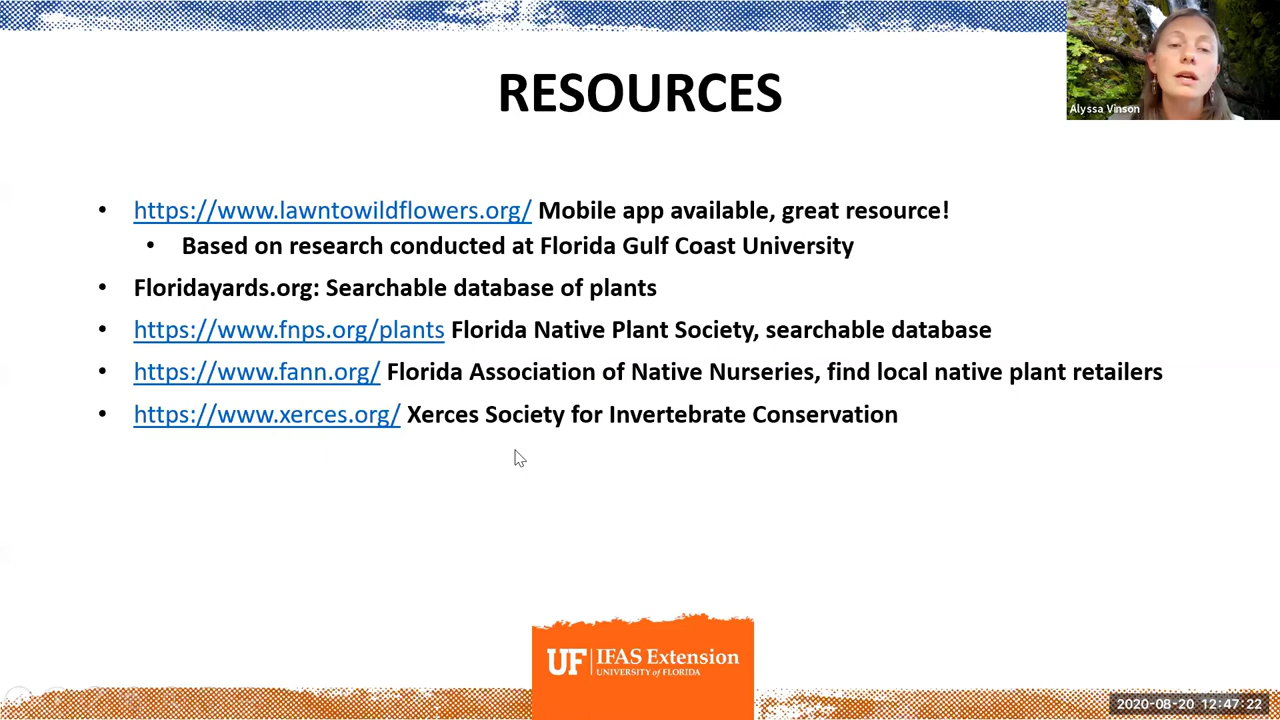 RESOURCES
Alyssa Vinson
https://www.lawntowildflowers.org/ Mobile app available, great resource!
Based on research conducted at Florida Gulf Coast University
Floridayards.org: Searchable database of plants
https://www.fnps.org/plants Florida Native Plant Society, searchable database
https://www.fann.org/ Florida Association of Native Nurseries, find local native plant retailers
https://www.xerces.org/ Xerces Society for Invertebrate Conservation
UF IFAS Extension
UNIVERSITY of FLORIDA
2020-08-20 12:47:22